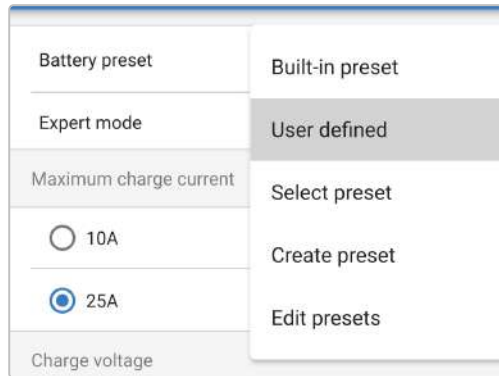 Battery preset
Expert mode
Maximum charge current
10A
25A
Charge voltage
Built-in preset
User defined
Select preset
Create preset
Edit presets